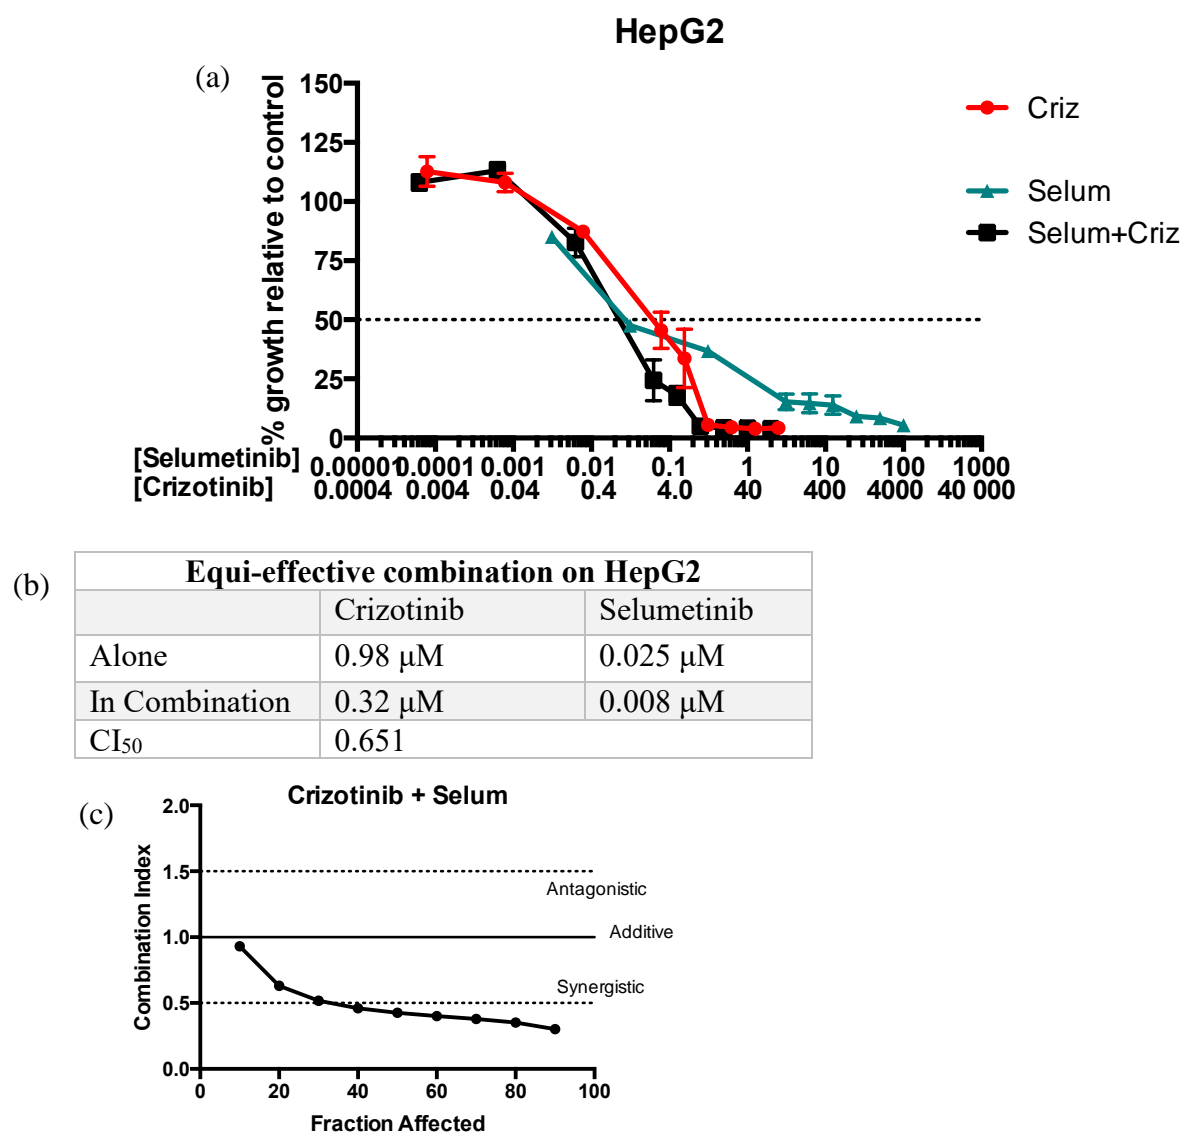 HepG2
(a)
% growth relative to control
150
125
100
75
50
25
0
Criz
Selum
Selum+Criz
[Selumetinib] 0.00001 0.0001 0.001 0.01 0.1 1 10 100 1000
[Crizotinib] 0.0004 0.004 0.04 0.4 4.0 40 400 4000 40 000
(b)
Equi-effective combination on HepG2
Crizotinib Selumetinib
Alone 0.98 μM 0.025 μM
In Combination 0.32 μM 0.008 μM
CI50 0.651
(c)
Crizotinib + Selum
Combination Index
2.0
1.5
1.0
0.5
0.0
Antagonistic
Additive
Synergistic
0 20 40 60 80 100
Fraction Affected